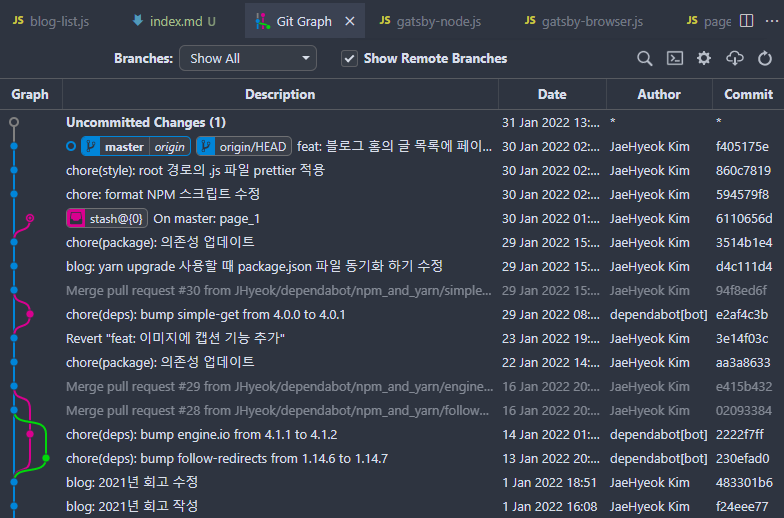 JS blog-list.js index.md U Git Graph JS gatsby-node.js JS gatsby-browser.js JS page
Branches: Show All Show Remote Branches
Graph Description Date Author Commit
Uncommitted Changes (1) 31 Jan 2022 13:... * *
master origin origin/HEAD feat: 블로그 홈의 글 목록에 페이... 30 Jan 2022 02:... JaeHyeok Kim f405175e
chore(style): root 경로의 .js 파일 prettier 적용 30 Jan 2022 02:... JaeHyeok Kim 860c7819
chore: format NPM 스크립트 수정 30 Jan 2022 02:... JaeHyeok Kim 594579f8
stash@{0} On master: page_1 30 Jan 2022 01:... JaeHyeok Kim 6110656d
chore(package): 의존성 업데이트 29 Jan 2022 15:... JaeHyeok Kim 3514b1e4
blog: yarn upgrade 사용할 때 package.json 파일 동기화 하기 수정 29 Jan 2022 15:... JaeHyeok Kim d4c111d4
Merge pull request #30 from JHyeok/dependabot/npm_and_yarn/simple... 29 Jan 2022 15:... JaeHyeok Kim 94f8ed6f
chore(deps): bump simple-get from 4.0.0 to 4.0.1 29 Jan 2022 08:... dependabot[bot] e2af4c3b
Revert "feat: 이미지에 캡션 기능 추가" 23 Jan 2022 19:... JaeHyeok Kim 3e14f03c
chore(package): 의존성 업데이트 22 Jan 2022 14:... JaeHyeok Kim aa3a8633
Merge pull request #29 from JHyeok/dependabot/npm_and_yarn/engine... 16 Jan 2022 20:... JaeHyeok Kim e415b432
Merge pull request #28 from JHyeok/dependabot/npm_and_yarn/follow... 16 Jan 2022 20:... JaeHyeok Kim 02093384
chore(deps): bump engine.io from 4.1.1 to 4.1.2 14 Jan 2022 01:... dependabot[bot] 2222f7ff
chore(deps): bump follow-redirects from 1.14.6 to 1.14.7 13 Jan 2022 20:... dependabot[bot] 230efad0
blog: 2021년 회고 수정 1 Jan 2022 18:51 JaeHyeok Kim 483301b6
blog: 2021년 회고 작성 1 Jan 2022 16:08 JaeHyeok Kim f24eee77